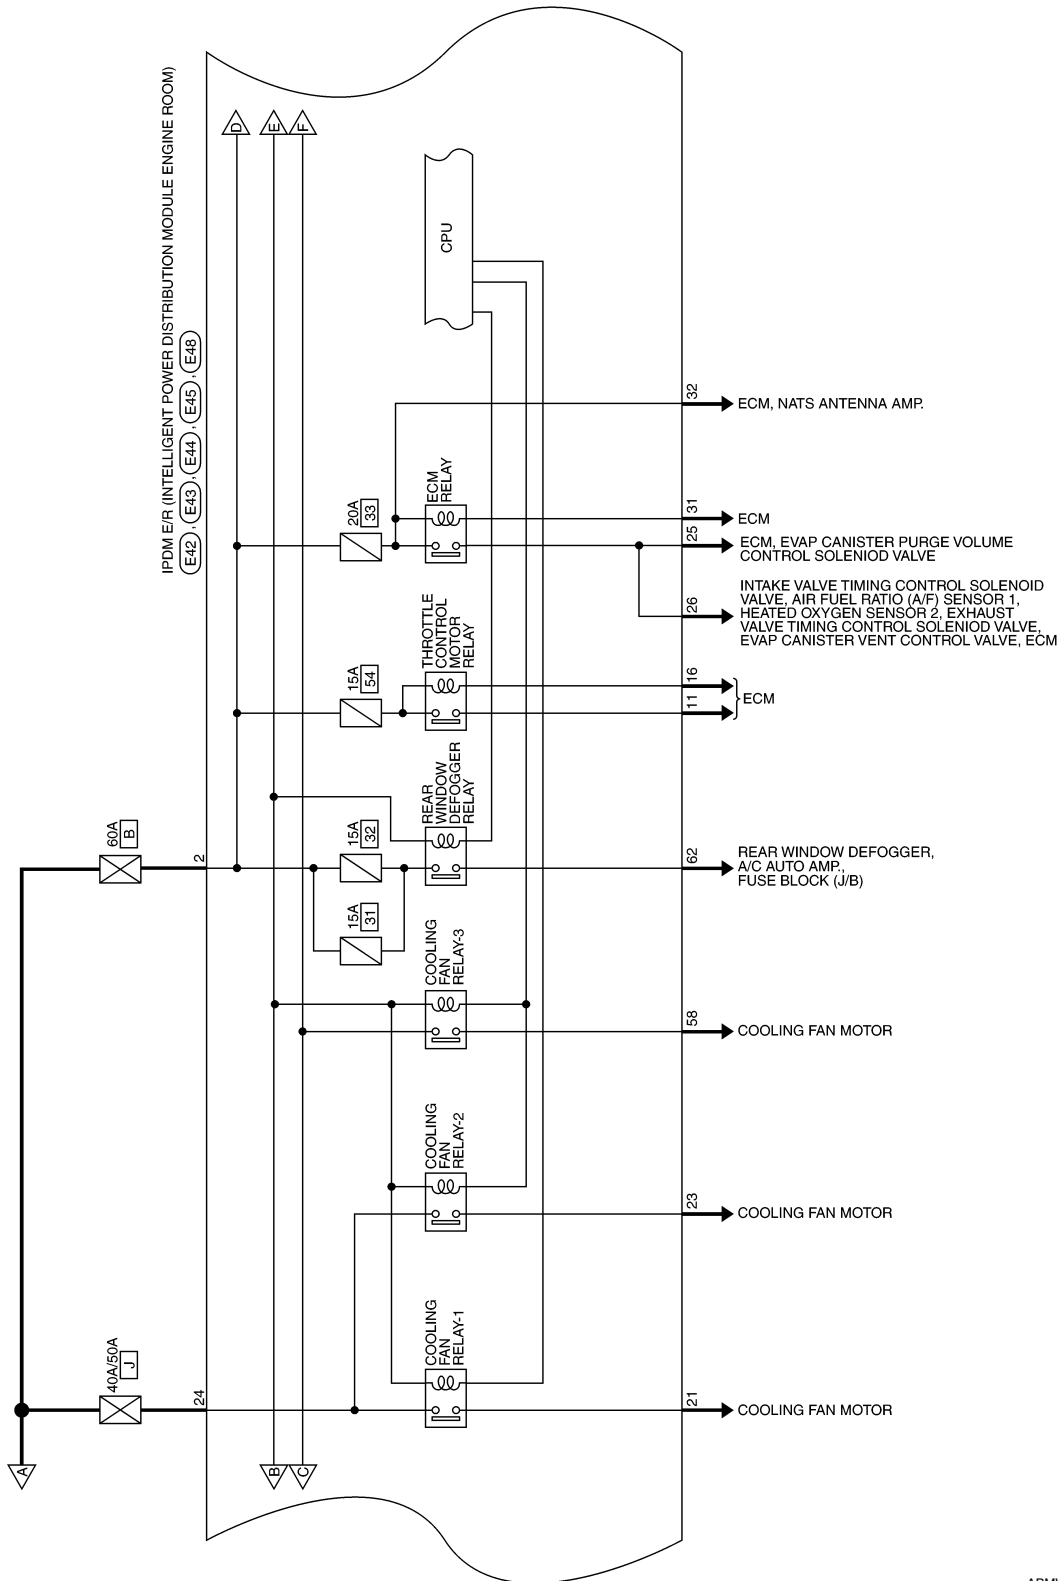 IPDM E/R (INTELLIGENT POWER DISTRIBUTION MODULE ENGINE ROOM)
E42 , E43 , E44 , E45 , E48
D
E
F
CPU
32
ECM, NATS ANTENNA AMP.
20A
33
ECM
RELAY
31
ECM
25
ECM, EVAP CANISTER PURGE VOLUME
CONTROL SOLENIOD VALVE
26
INTAKE VALVE TIMING CONTROL SOLENOID
VALVE, AIR FUEL RATIO (A/F) SENSOR 1,
HEATED OXYGEN SENSOR 2, EXHAUST
VALVE TIMING CONTROL SOLENIOD VALVE,
EVAP CANISTER VENT CONTROL VALVE, ECM
15A
54
THROTTLE
CONTROL
MOTOR
RELAY
16
11
ECM
60A
B
2
15A
32
REAR
WINDOW
DEFOGGER
RELAY
62
REAR WINDOW DEFOGGER,
A/C AUTO AMP.,
FUSE BLOCK (J/B)
15A
31
COOLING
FAN
RELAY-3
58
COOLING FAN MOTOR
COOLING
FAN
RELAY-2
23
COOLING FAN MOTOR
40A/50A
J
24
COOLING
FAN
RELAY-1
21
COOLING FAN MOTOR
A
B
C